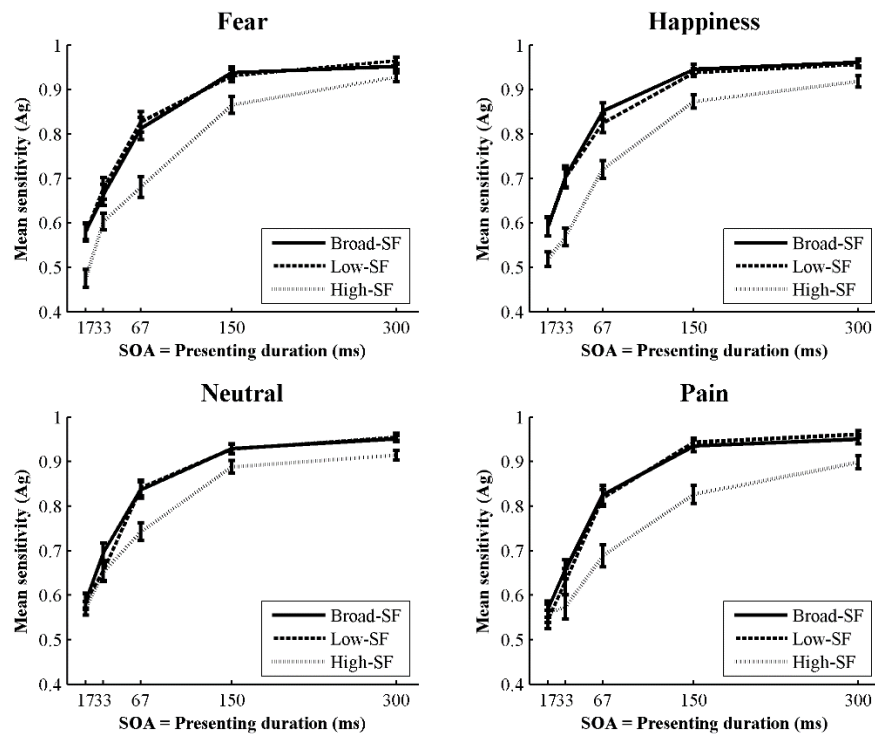 Fear
1
0.9
0.8
0.7
0.6
0.5
0.4
Mean sensitivity (Ag)
Broad-SF
Low-SF
High-SF
1733 67 150 300
SOA = Presenting duration (ms)
Happiness
1
0.9
0.8
0.7
0.6
0.5
0.4
Mean sensitivity (Ag)
Broad-SF
Low-SF
High-SF
1733 67 150 300
SOA = Presenting duration (ms)
Neutral
1
0.9
0.8
0.7
0.6
0.5
0.4
Mean sensitivity (Ag)
Broad-SF
Low-SF
High-SF
1733 67 150 300
SOA = Presenting duration (ms)
Pain
1
0.9
0.8
0.7
0.6
0.5
0.4
Mean sensitivity (Ag)
Broad-SF
Low-SF
High-SF
1733 67 150 300
SOA = Presenting duration (ms)